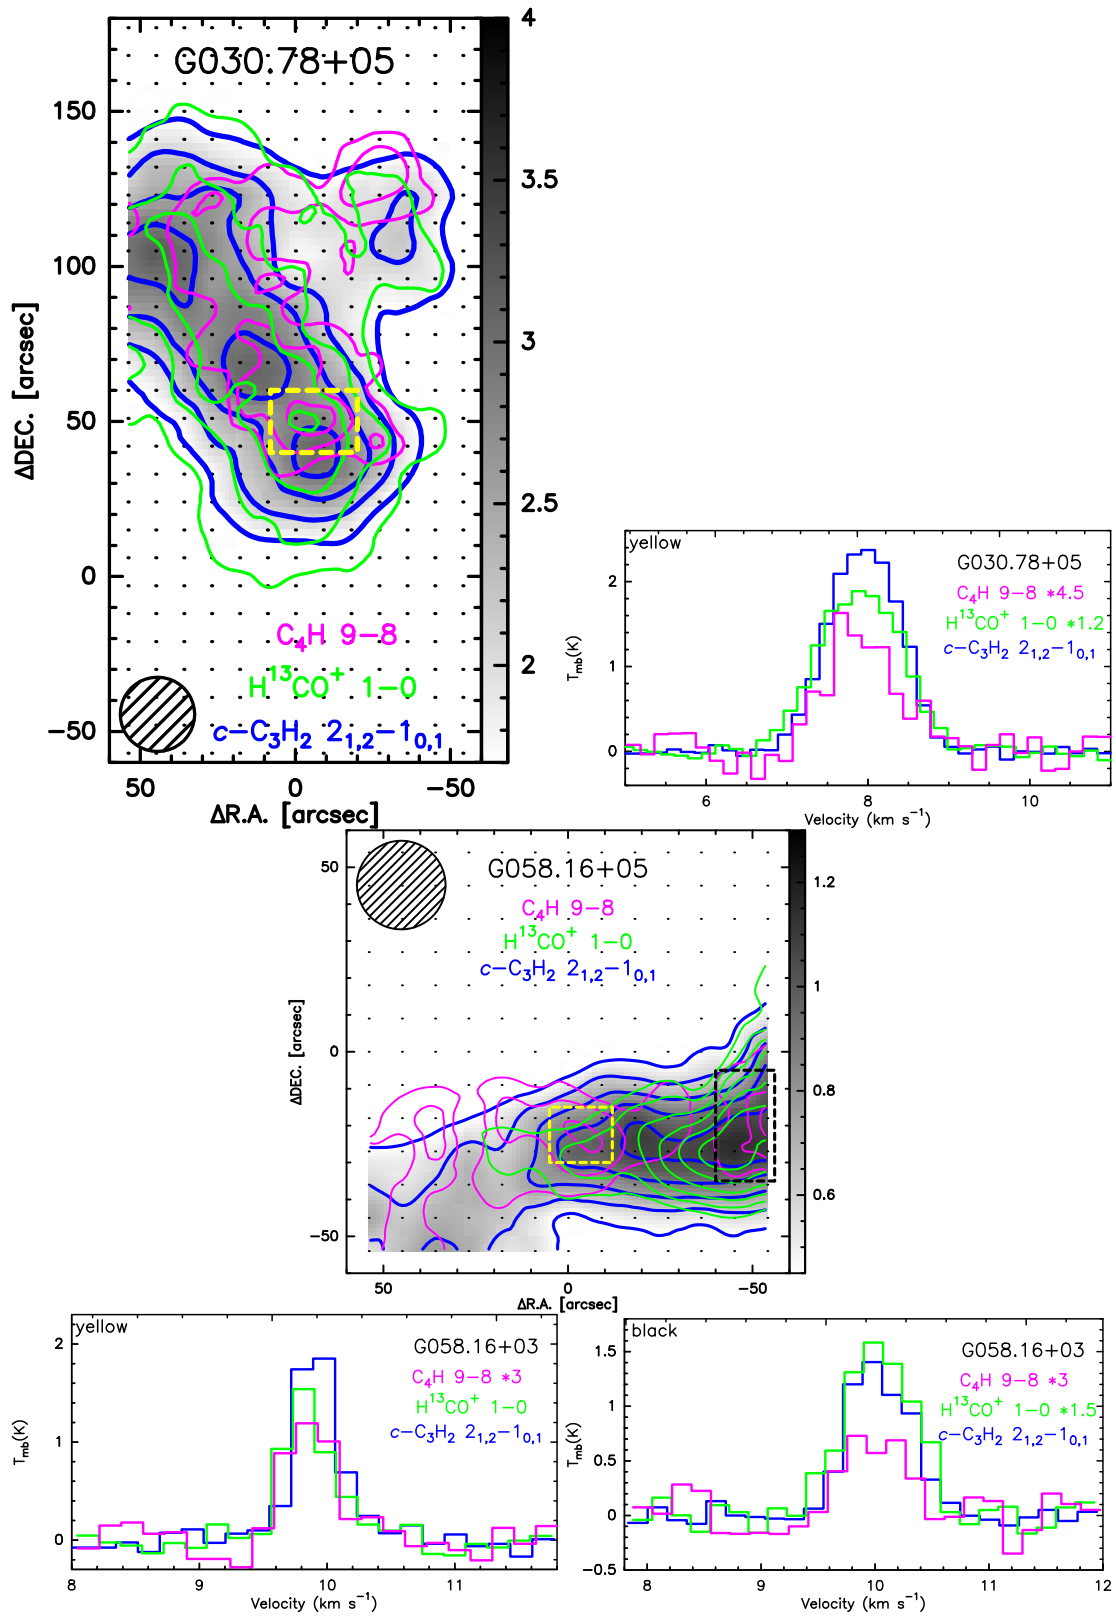 G030.78+05
4
3.5
3
2.5
2
150
100
50
0
−50
ΔDEC. [arcsec]
C₄H 9−8
H¹³CO⁺ 1−0
c−C₃H₂ 2₁,₂−1₀,₁
50 0 −50
ΔR.A. [arcsec]
yellow
G030.78+05
C₄H 9−8 *4.5
H¹³CO⁺ 1−0 *1.2
c−C₃H₂ 2₁,₂−1₀,₁
2
1
0
T_mb(K)
6 8 10
Velocity (km s⁻¹)
G058.16+05
C₄H 9−8
H¹³CO⁺ 1−0
c−C₃H₂ 2₁,₂−1₀,₁
50
0
−50
ΔDEC. [arcsec]
1.2
1
0.8
0.6
50 0 −50
ΔR.A. [arcsec]
yellow
G058.16+03
C₄H 9−8 *3
H¹³CO⁺ 1−0
c−C₃H₂ 2₁,₂−1₀,₁
2
1
0
T_mb(K)
8 9 10 11
Velocity (km s⁻¹)
black
G058.16+03
C₄H 9−8 *3
H¹³CO⁺ 1−0 *1.5
c−C₃H₂ 2₁,₂−1₀,₁
1.5
1
0.5
0
−0.5
T_mb(K)
8 9 10 11 12
Velocity (km s⁻¹)